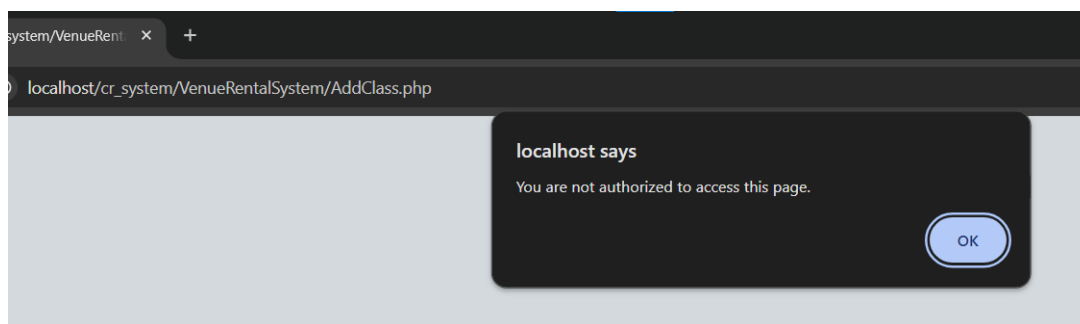 system/VenueRent
localhost/cr_system/VenueRentalSystem/AddClass.php
localhost says
You are not authorized to access this page.
OK